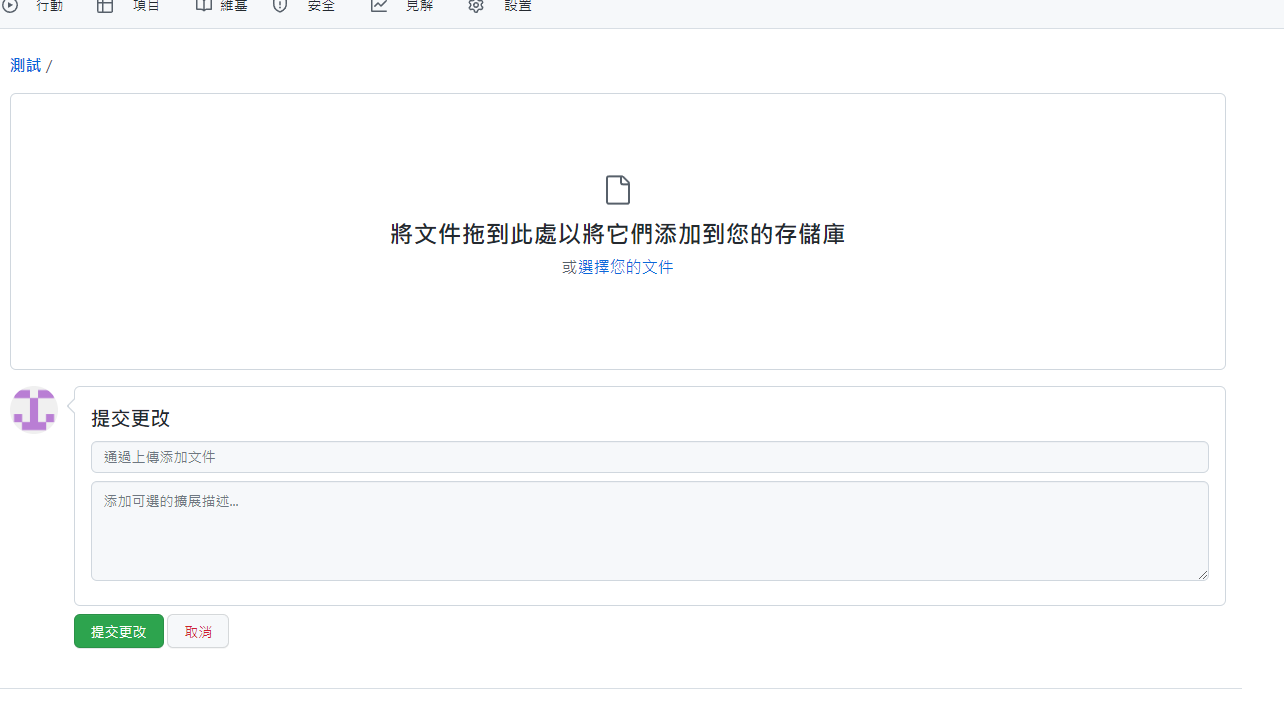 行動 項目 維基 安全 見解 設置
測試 /
將文件拖到此處以將它們添加到您的存儲庫
或選擇您的文件
提交更改
通過上傳添加文件
添加可選的擴展描述...
提交更改 取消